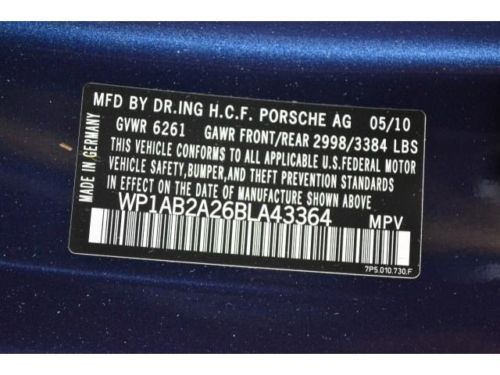 MFD BY DR.ING H.C.F. PORSCHE AG 05/10
GVWR 6261 GAWR FRONT/REAR 2998/3384 LBS
THIS VEHICLE CONFORMS TO ALL APPLICABLE U.S.FEDERAL MOTOR
VEHICLE SAFETY,BUMPER,AND THEFT PREVENTION STANDARDS
IN EFFECT ON THE DATE OF MANUFACTURE SHOWN ABOVE.
WP1AB2A26BLA43364 MPV
MADE IN GERMANY
7P5.010.730.F